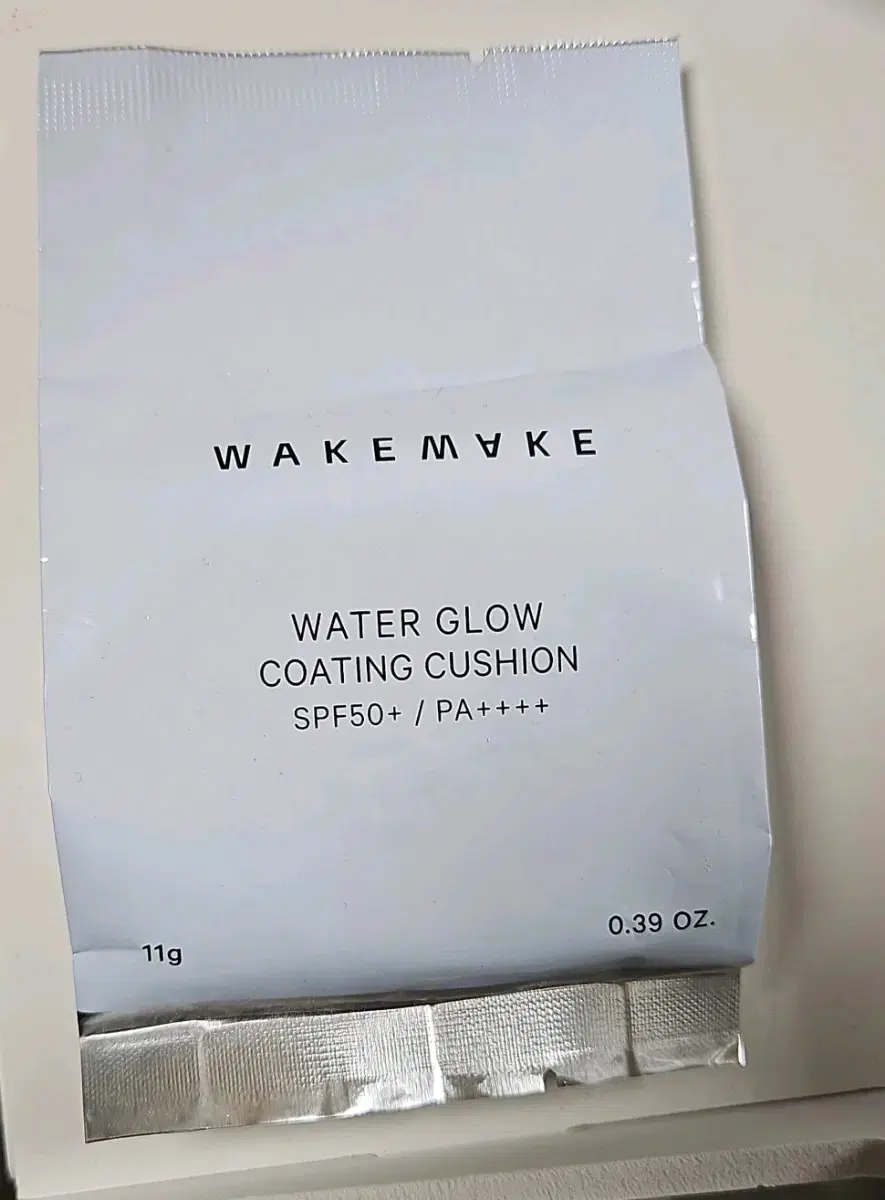 WAKEMAKE
WATER GLOW
COATING CUSHION
SPF50+ / PA++++
11g
0.39 OZ.